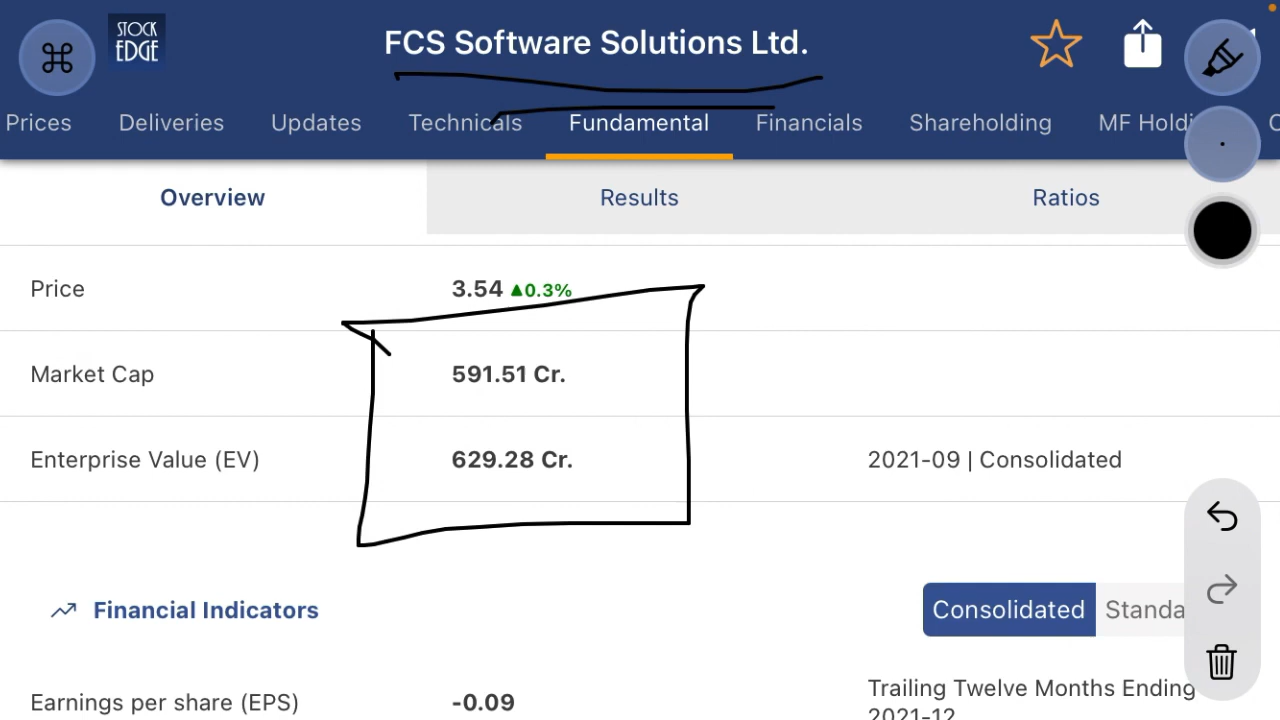 STOCK
EDGE
FCS Software Solutions Ltd.
Prices Deliveries Updates Technicals Fundamental Financials Shareholding MF Holdi
Overview Results Ratios
Price 3.54 ▲0.3%
Market Cap 591.51 Cr.
Enterprise Value (EV) 629.28 Cr. 2021-09 | Consolidated
Financial Indicators Consolidated Standa
Earnings per share (EPS) -0.09 Trailing Twelve Months Ending
2021-12